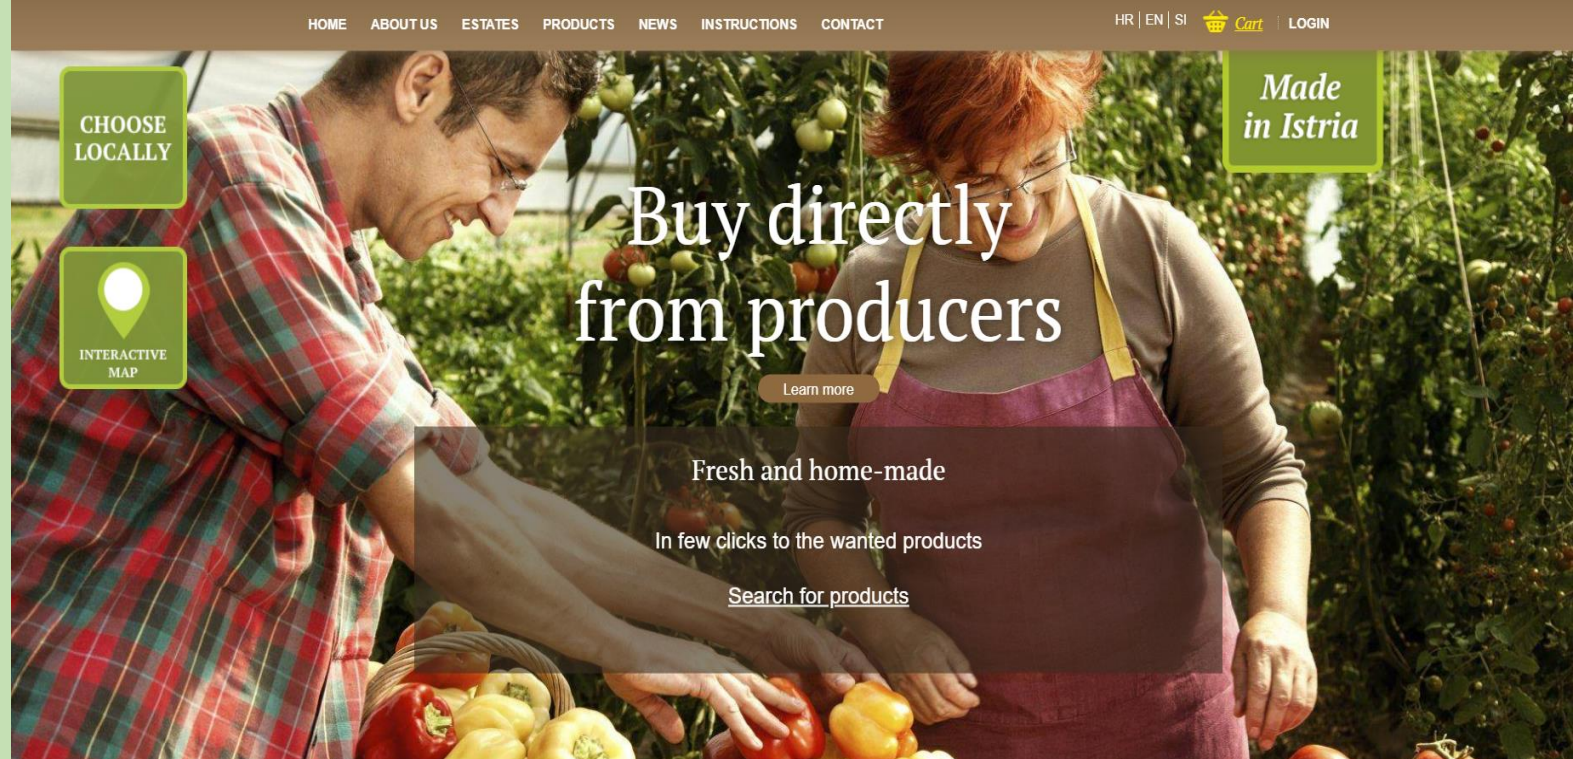 HOME ABOUT US ESTATES PRODUCTS NEWS INSTRUCTIONS CONTACT
HR | EN | SI Cart LOGIN
CHOOSE
LOCALLY
Made
in Istria
INTERACTIVE
MAP
Buy directly
from producers
Learn more
Fresh and home-made
In few clicks to the wanted products
Search for products